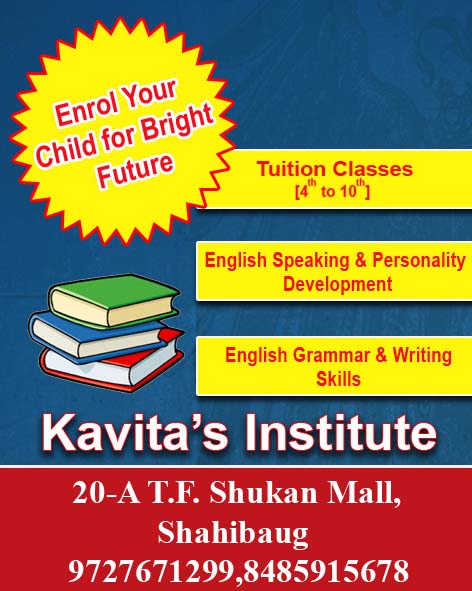 Enrol Your
Child for Bright
Future
Tuition Classes
[4th to 10th]
English Speaking & Personality
Development
English Grammar & Writing
Skills
Kavita's Institute
20-A T.F. Shukan Mall,
Shahibaug
9727671299,8485915678